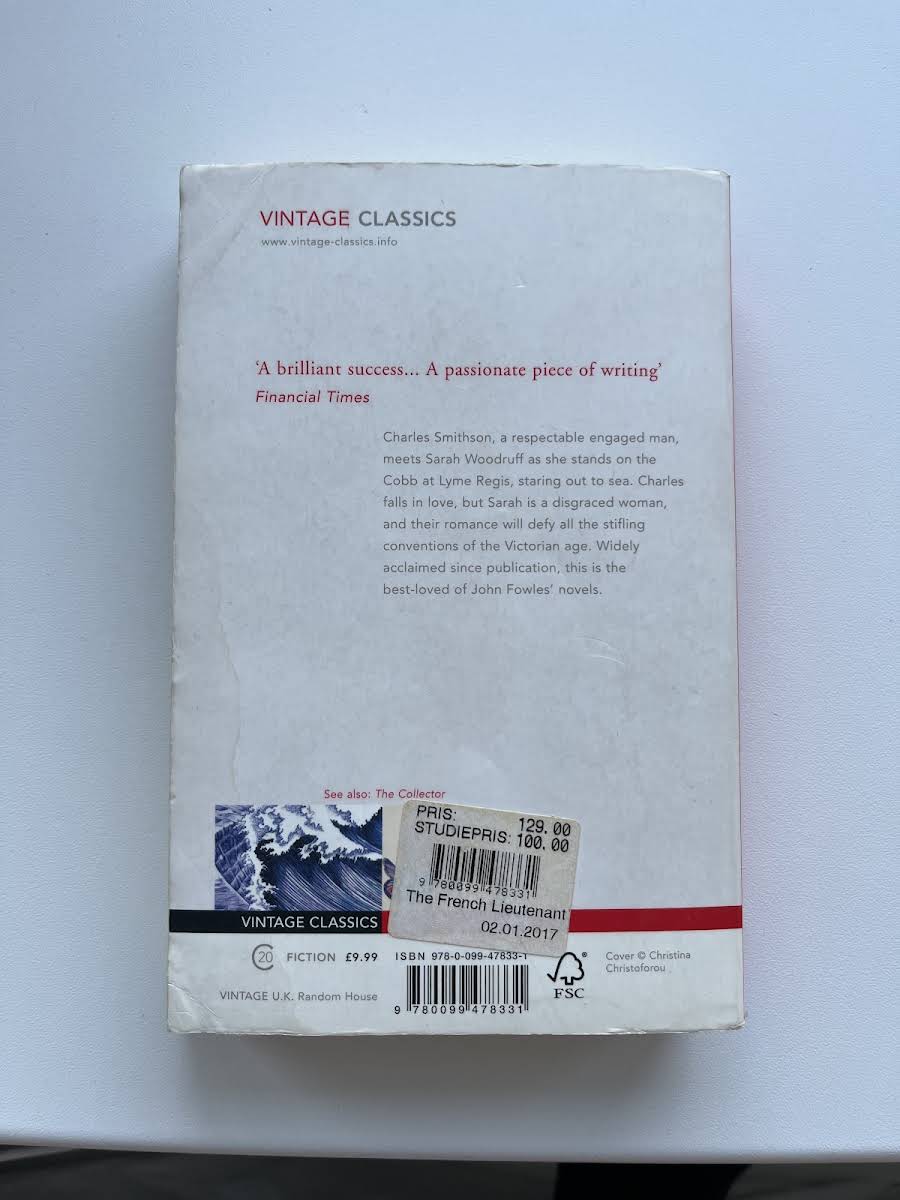 VINTAGE CLASSICS
www.vintage-classics.info
‘A brilliant success... A passionate piece of writing’
Financial Times
Charles Smithson, a respectable engaged man,
meets Sarah Woodruff as she stands on the
Cobb at Lyme Regis, staring out to sea. Charles
falls in love, but Sarah is a disgraced woman,
and their romance will defy all the stifling
conventions of the Victorian age. Widely
acclaimed since publication, this is the
best-loved of John Fowles’ novels.
See also: The Collector
PRIS: 129.00
STUDIEPRIS: 100.00
9 780099 478331
The French Lieutenant
02.01.2017
VINTAGE CLASSICS
C20 FICTION £9.99 ISBN 978-0-099-47833-1
VINTAGE U.K. Random House
9 780099 478331
® FSC
Cover © Christina
Christoforou